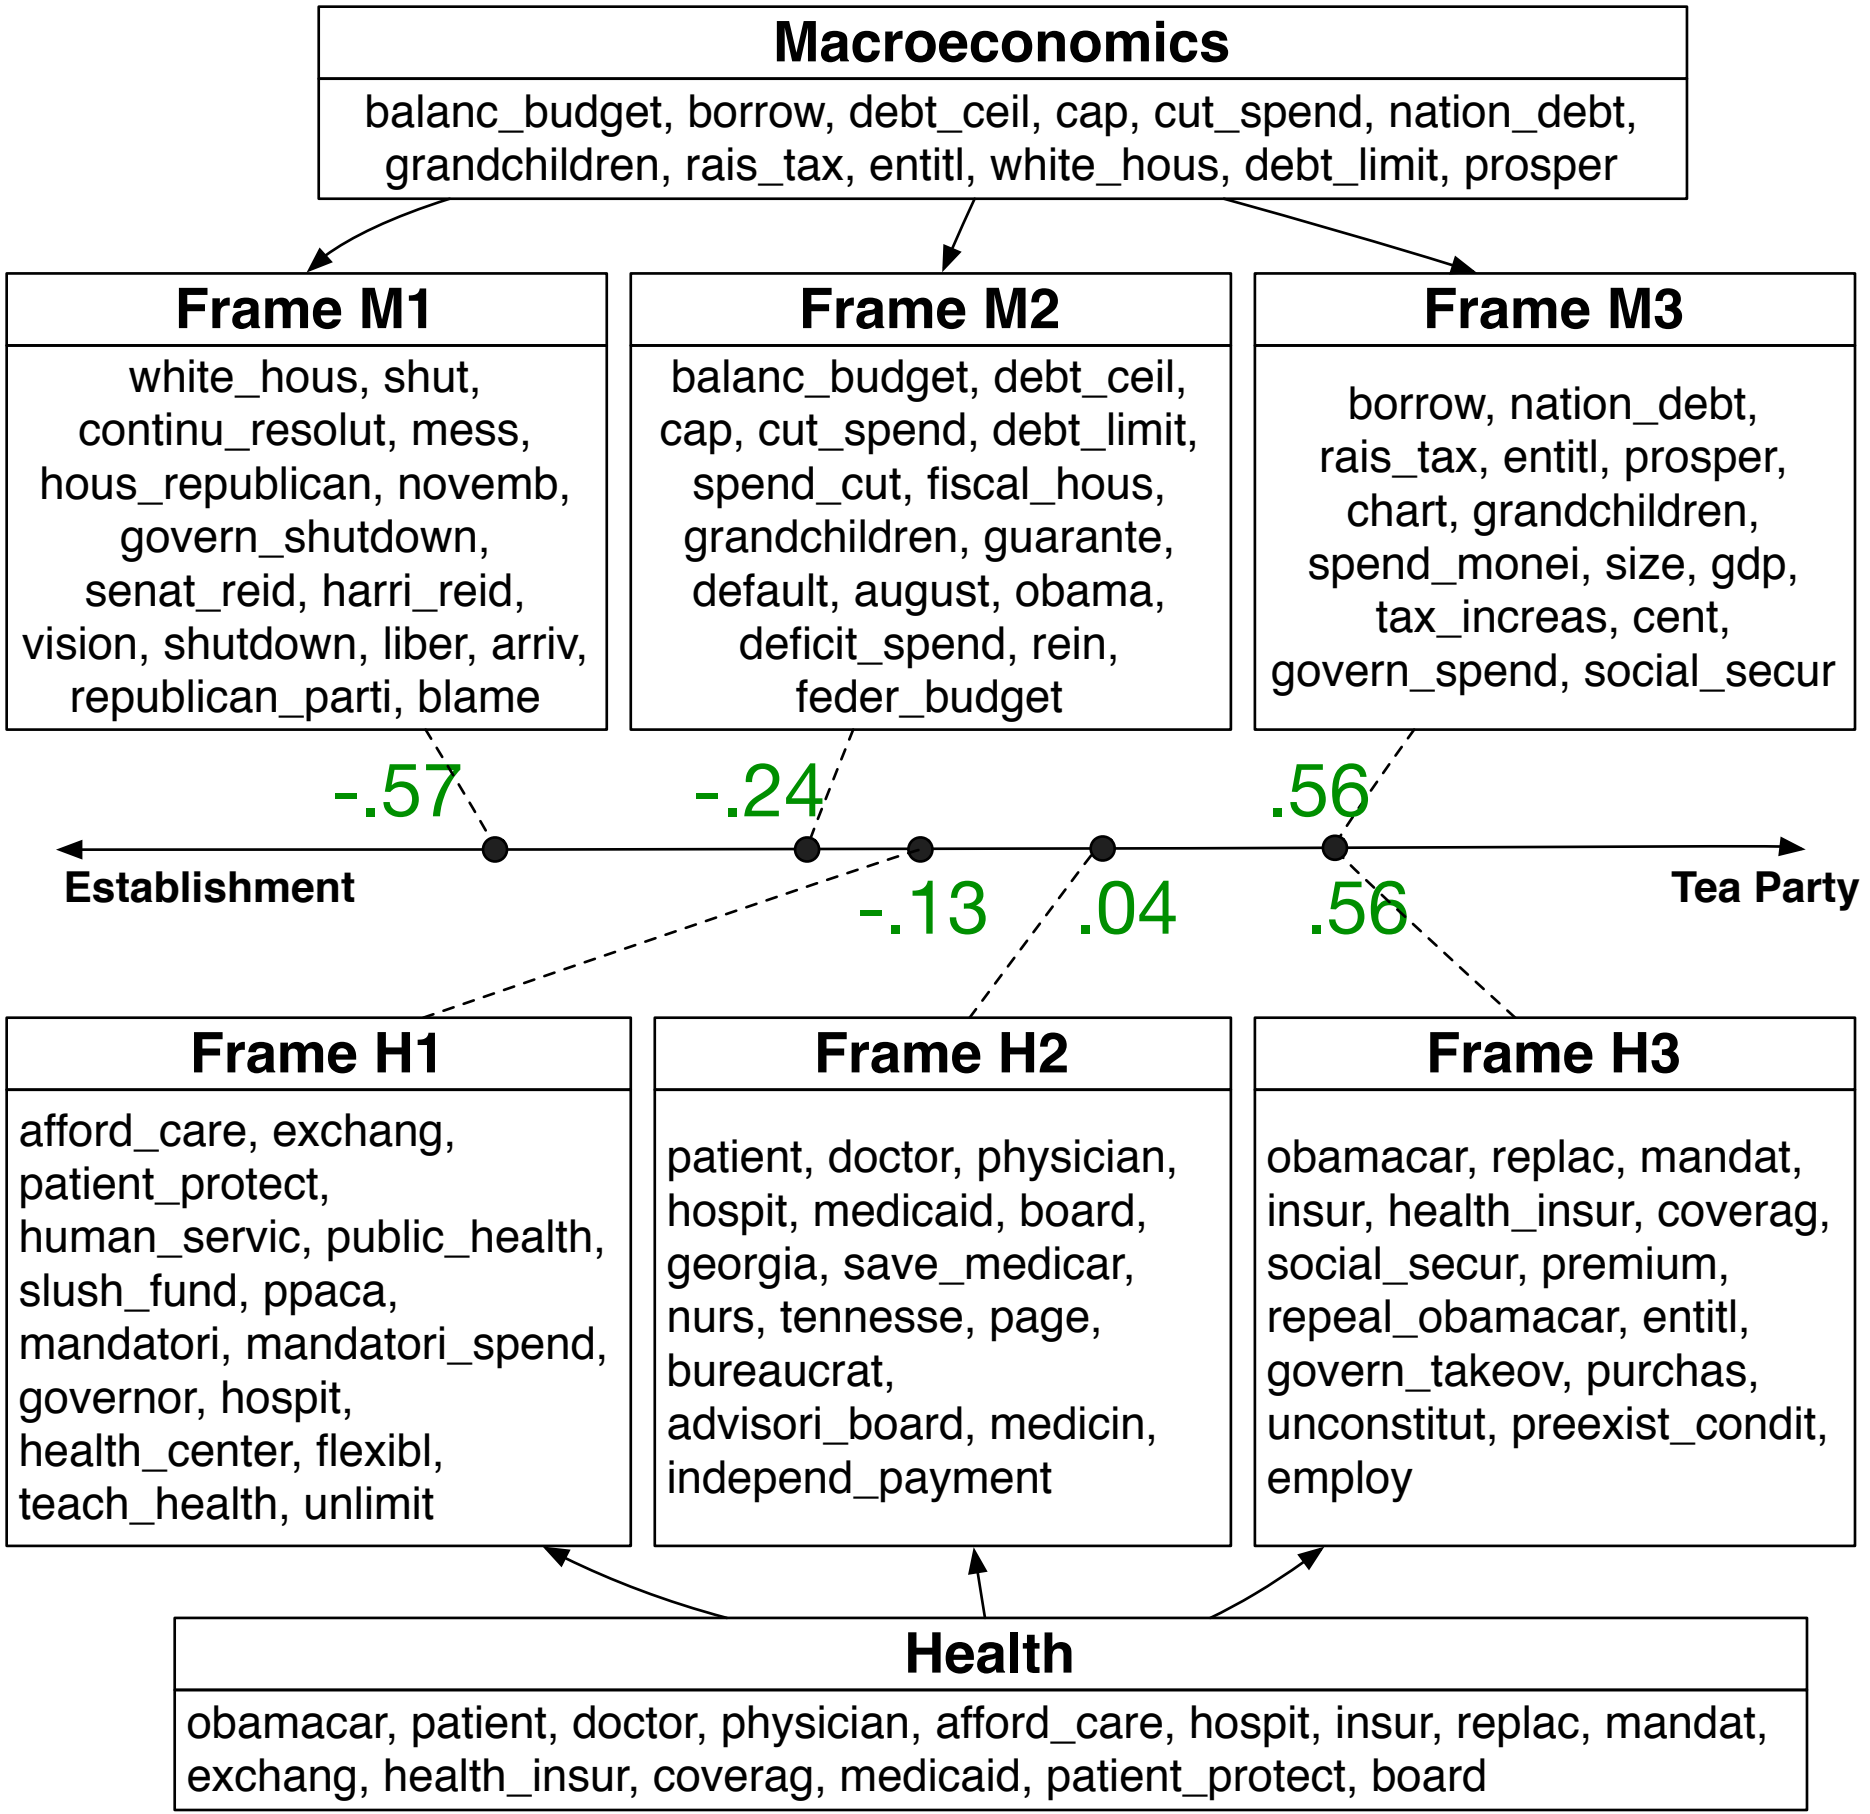 Macroeconomics
balanc_budget, borrow, debt_ceil, cap, cut_spend, nation_debt,
grandchildren, rais_tax, entitl, white_hous, debt_limit, prosper
Frame M1
white_hous, shut,
continu_resolut, mess,
hous_republican, novemb,
govern_shutdown,
senat_reid, harri_reid,
vision, shutdown, liber, arriv,
republican_parti, blame
Frame M2
balanc_budget, debt_ceil,
cap, cut_spend, debt_limit,
spend_cut, fiscal_hous,
grandchildren, guarante,
default, august, obama,
deficit_spend, rein,
feder_budget
Frame M3
borrow, nation_debt,
rais_tax, entitl, prosper,
chart, grandchildren,
spend_monei, size, gdp,
tax_increas, cent,
govern_spend, social_secur
-.57
-.24
.56
Establishment
Tea Party
-.13
.04
.56
Frame H1
afford_care, exchang,
patient_protect,
human_servic, public_health,
slush_fund, ppaca,
mandatori, mandatori_spend,
governor, hospit,
health_center, flexibl,
teach_health, unlimit
Frame H2
patient, doctor, physician,
hospit, medicaid, board,
georgia, save_medicar,
nurs, tennesse, page,
bureaucrat,
advisori_board, medicin,
independ_payment
Frame H3
obamacar, replac, mandat,
insur, health_insur, coverag,
social_secur, premium,
repeal_obamacar, entitl,
govern_takeov, purchas,
unconstitut, preexist_condit,
employ
Health
obamacar, patient, doctor, physician, afford_care, hospit, insur, replac, mandat,
exchang, health_insur, coverag, medicaid, patient_protect, board